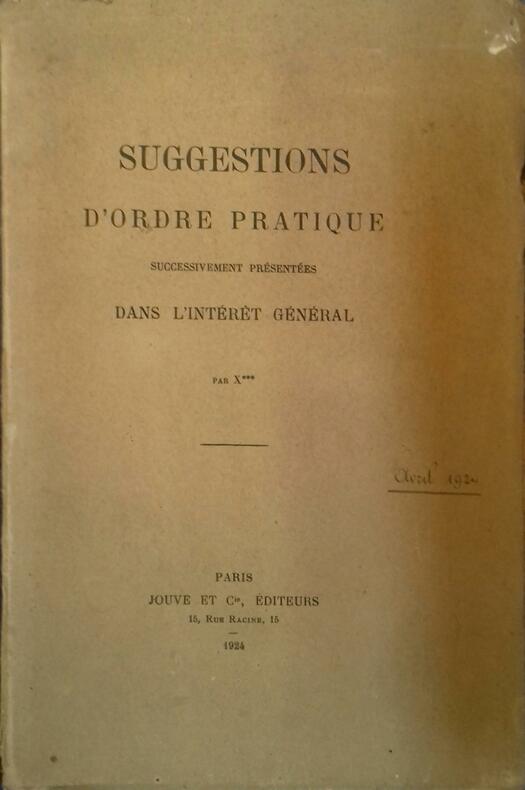 SUGGESTIONS
D'ORDRE PRATIQUE
SUCCESSIVEMENT PRÉSENTÉES
DANS L'INTÉRÊT GÉNÉRAL
PAR X***
Avril
PARIS
JOUVE ET Cie, ÉDITEURS
15, RUE RACINE, 15
1924